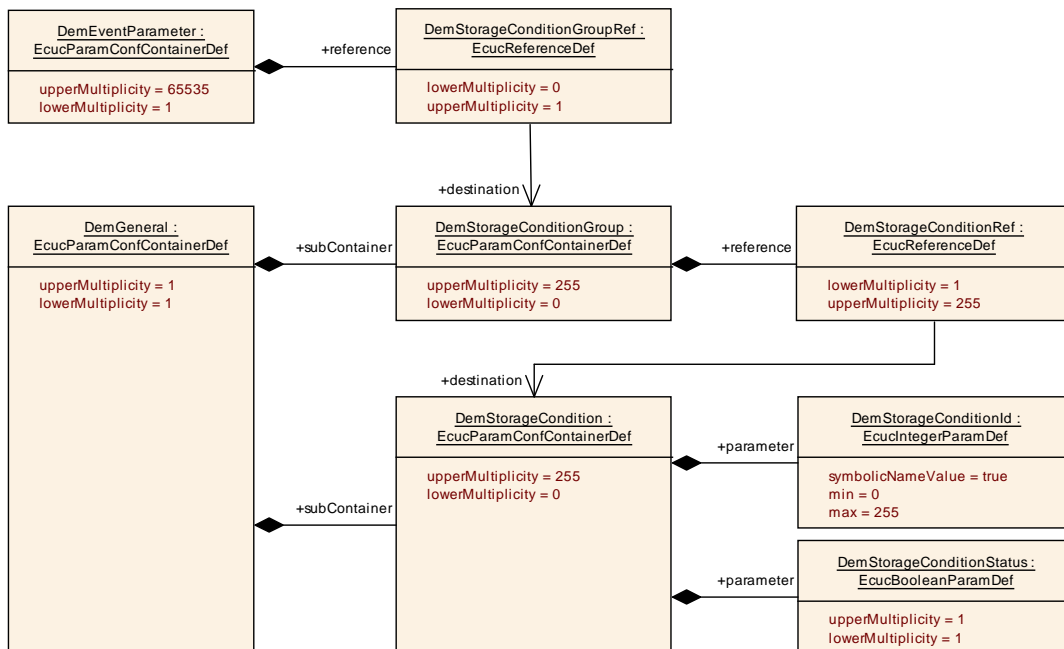 DemEventParameter :
EcucParamConfContainerDef
upperMultiplicity = 65535
lowerMultiplicity = 1
+reference
DemStorageConditionGroupRef :
EcucReferenceDef
lowerMultiplicity = 0
upperMultiplicity = 1
+destination
DemGeneral :
EcucParamConfContainerDef
upperMultiplicity = 1
lowerMultiplicity = 1
+subContainer
DemStorageConditionGroup :
EcucParamConfContainerDef
upperMultiplicity = 255
lowerMultiplicity = 0
+reference
DemStorageConditionRef :
EcucReferenceDef
lowerMultiplicity = 1
upperMultiplicity = 255
+destination
+subContainer
DemStorageCondition :
EcucParamConfContainerDef
upperMultiplicity = 255
lowerMultiplicity = 0
+parameter
DemStorageConditionId :
EcucIntegerParamDef
symbolicNameValue = true
min = 0
max = 255
+parameter
DemStorageConditionStatus :
EcucBooleanParamDef
upperMultiplicity = 1
lowerMultiplicity = 1